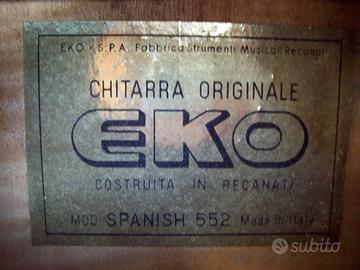 EKO - S.P.A. Fabbrica Strumenti Musicali Recanati
CHITARRA ORIGINALE
EKO
COSTRUITA IN RECANATI
MOD. SPANISH 552 Made in Italy
subito